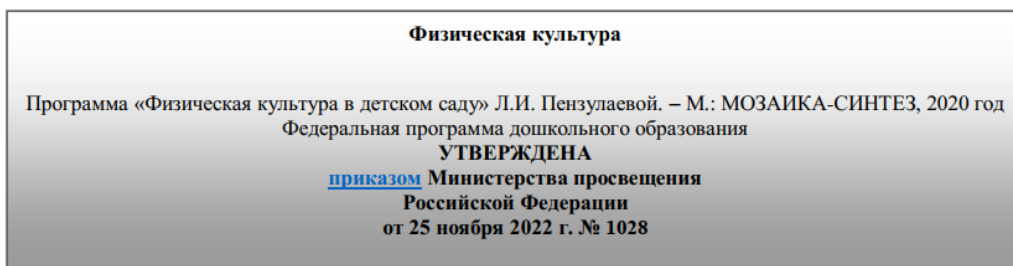 Физическая культура
Программа «Физическая культура в детском саду» Л.И. Пензулаевой. – М.: МОЗАИКА-СИНТЕЗ, 2020 год
Федеральная программа дошкольного образования
УТВЕРЖДЕНА
приказом Министерства просвещения
Российской Федерации
от 25 ноября 2022 г. № 1028